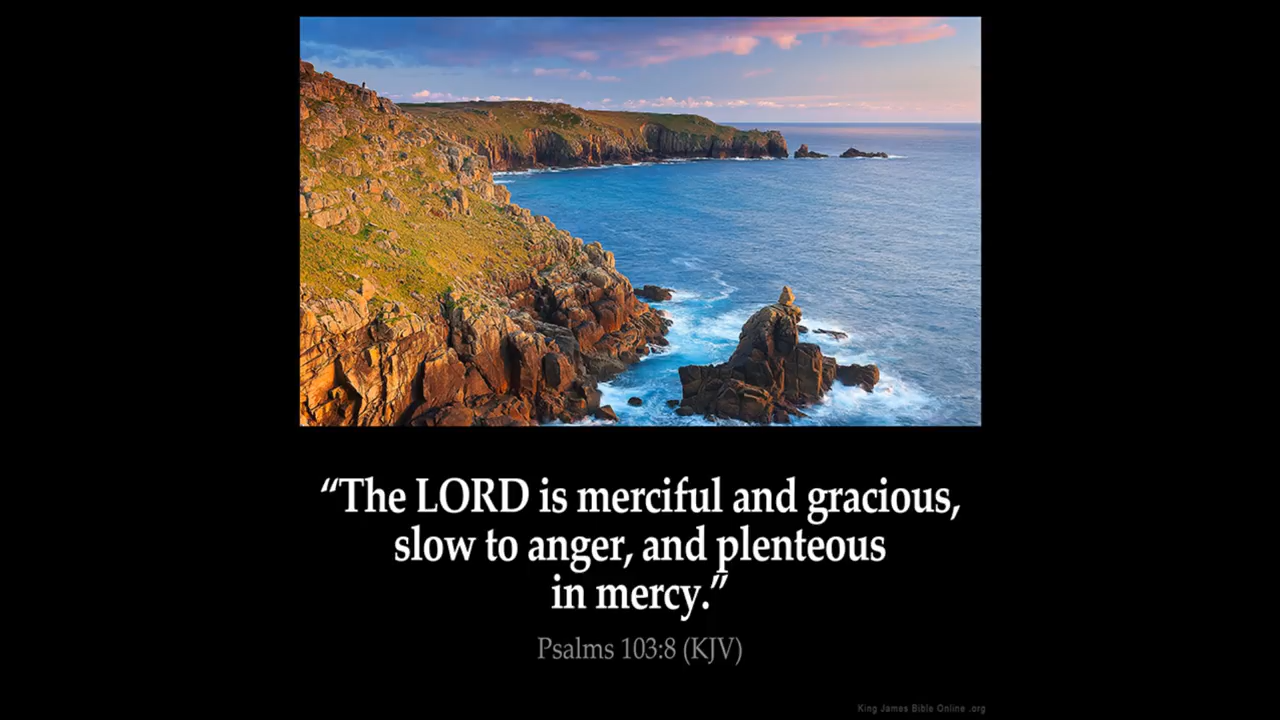 “The LORD is merciful and gracious,
slow to anger, and plenteous
in mercy.”
Psalms 103:8 (KJV)
King James Bible Online .org